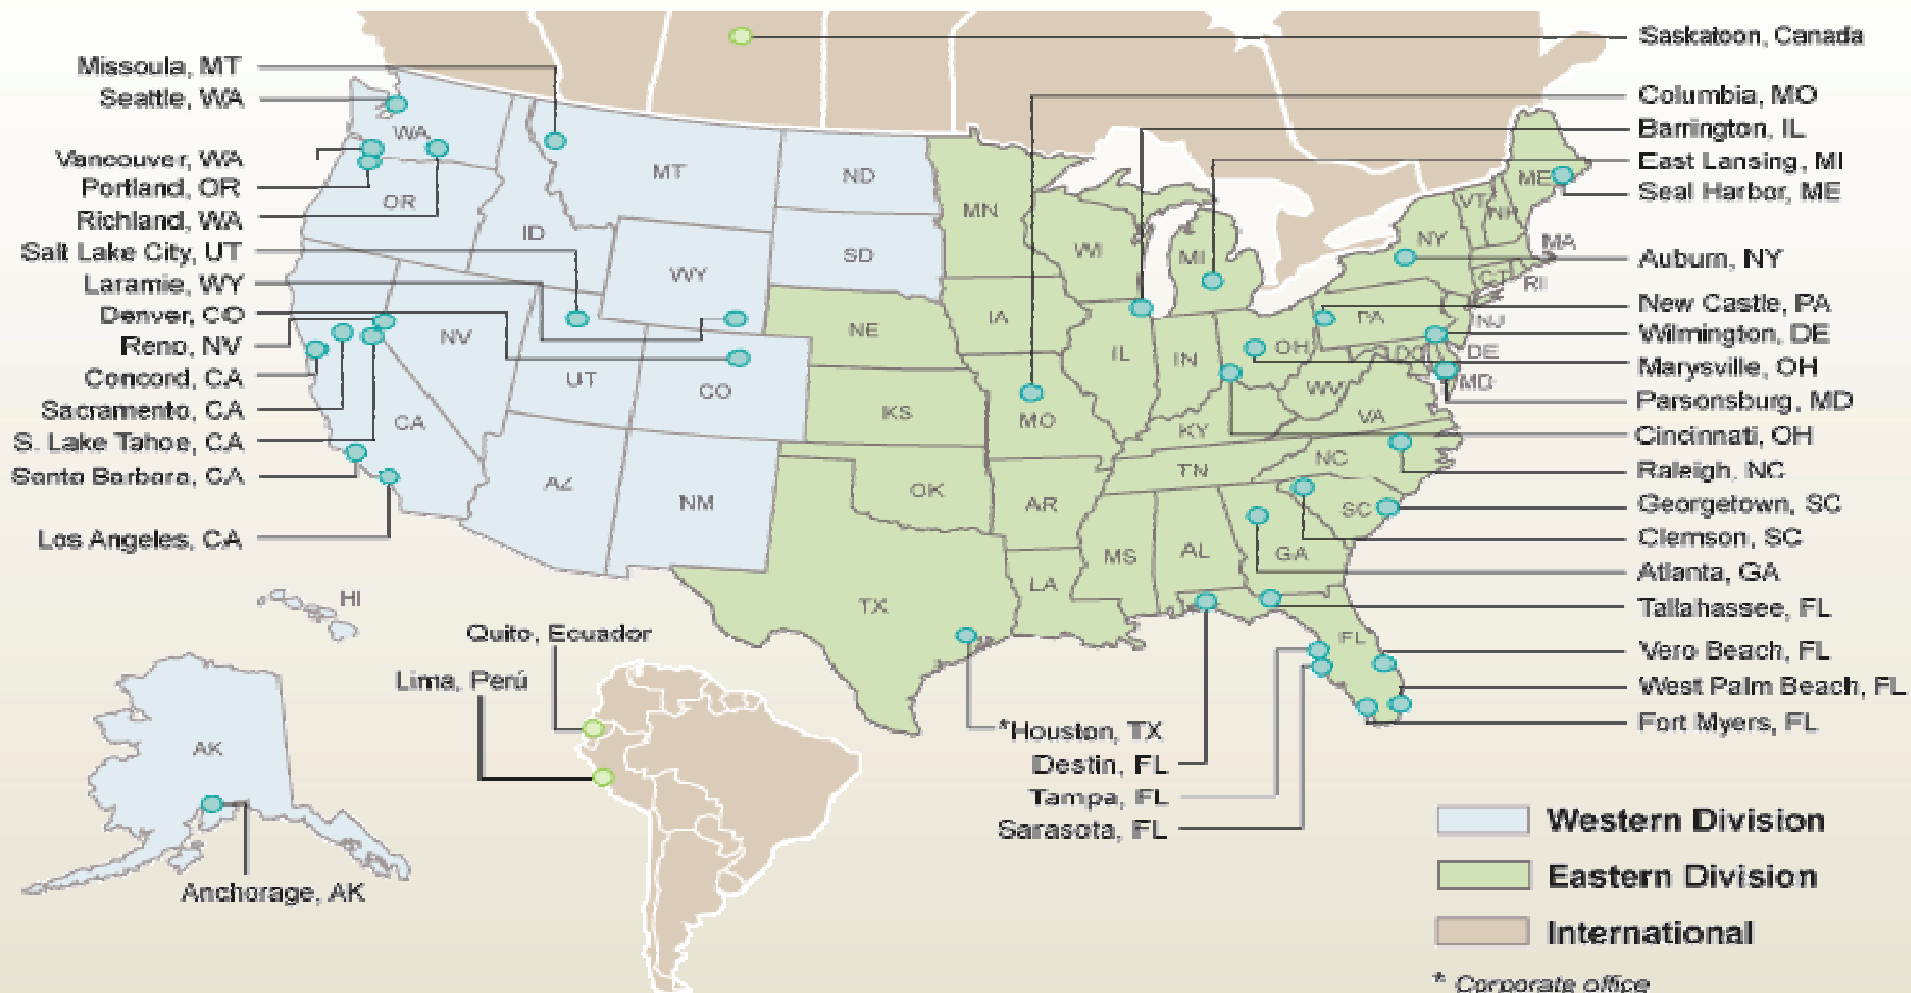 Missoula, MT
Seattle, WA
Vancouver, WA
Portland, OR
Richland, WA
Salt Lake City, UT
Laramie, WY
Denver, CO
Reno, NV
Concord, CA
Sacramento, CA
S. Lake Tahoe, CA
Santa Barbara, CA
Los Angeles, CA
Saskatoon, Canada
Columbia, MO
Barrington, IL
East Lansing, MI
Seal Harbor, ME
Auburn, NY
New Castle, PA
Wilmington, DE
Marysville, OH
Parsonsburg, MD
Cincinnati, OH
Raleigh, NC
Georgetown, SC
Clemson, SC
Atlanta, GA
Tallahassee, FL
Vero Beach, FL
West Palm Beach, FL
Fort Myers, FL
*Houston, TX
Destin, FL
Tampa, FL
Sarasota, FL
Quito, Ecuador
Lima, Perú
Anchorage, AK
WA
OR
ID
MT
ND
SD
WY
NV
UT
CO
CA
AZ
NM
HI
AK
MN
WI
MI
IA
NE
KS
IL
IN
OH
MO
KY
TN
OK
AR
TX
LA
MS
AL
GA
FL
SC
NC
VA
WV
PA
NY
VT
NH
ME
MA
CT
RI
NJ
DE
MD
DC
Western Division
Eastern Division
International
* Corporate office